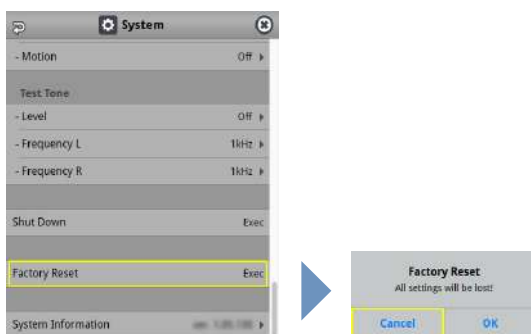 System
- Motion Off
Test Tone
- Level Off
- Frequency L 1kHz
- Frequency R 1kHz
Shut Down Exec
Factory Reset Exec
System Information
Factory Reset
All settings will be lost!
Cancel OK